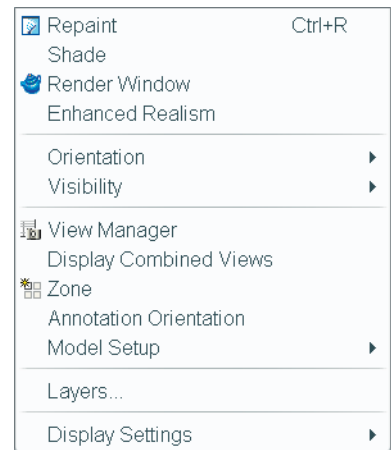 Repaint Ctrl+R
Shade
Render Window
Enhanced Realism
Orientation
Visibility
View Manager
Display Combined Views
Zone
Annotation Orientation
Model Setup
Layers...
Display Settings